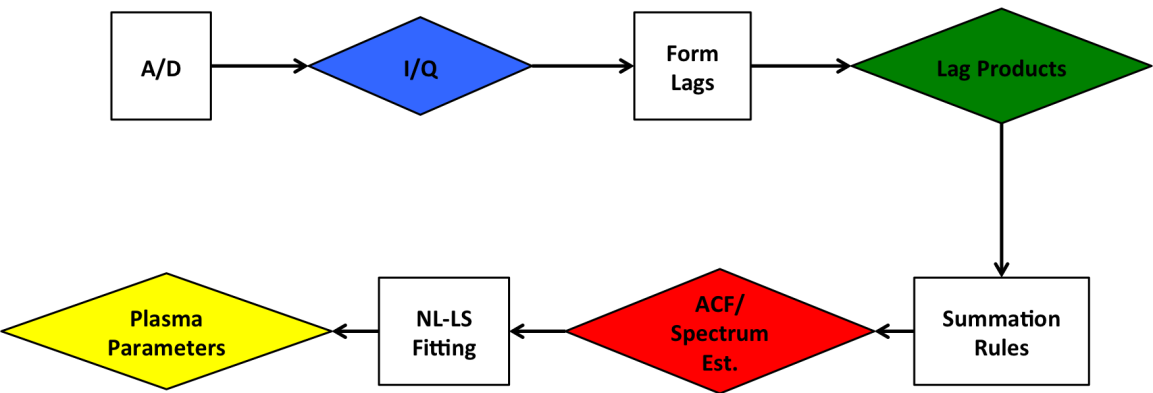 A/D
I/Q
Form
Lags
Lag Products
Summation
Rules
ACF/
Spectrum
Est.
NL-LS
Fitting
Plasma
Parameters